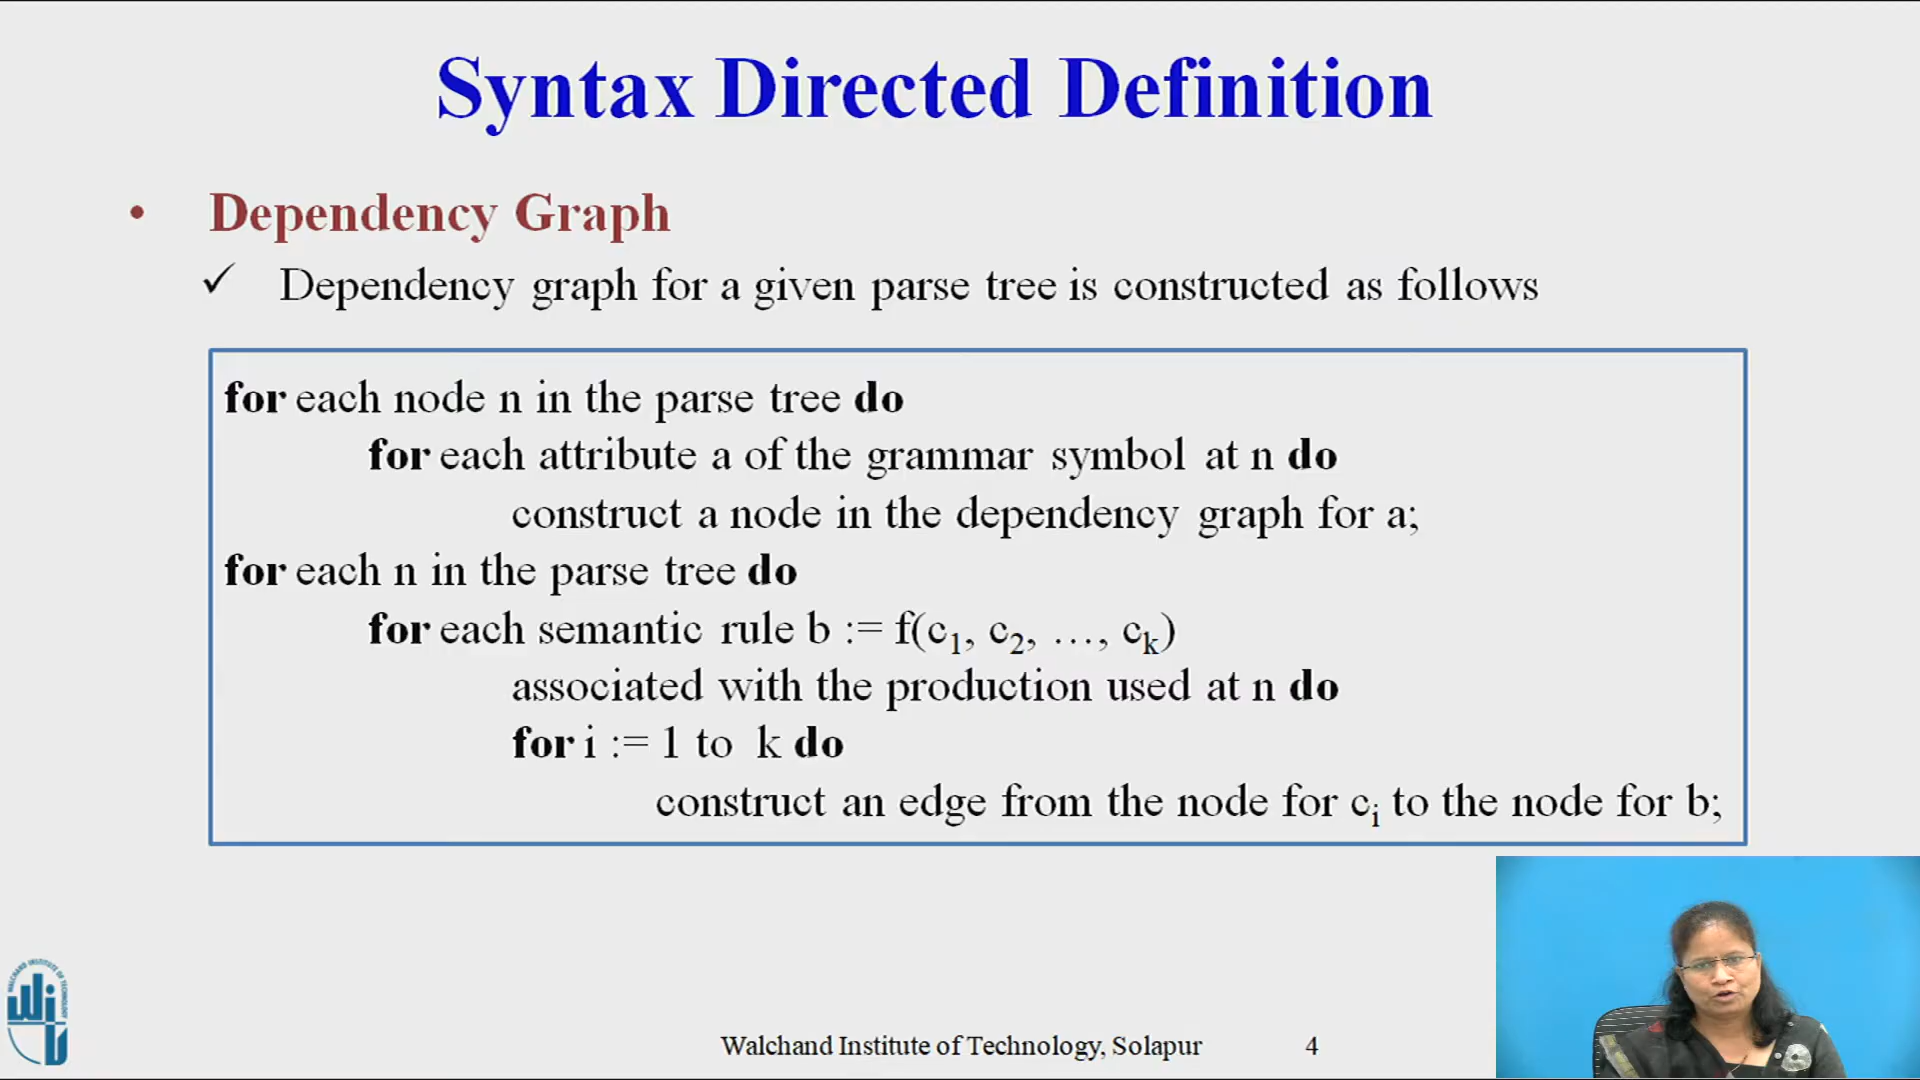 Syntax Directed Definition
• Dependency Graph
✓ Dependency graph for a given parse tree is constructed as follows
for each node n in the parse tree do
for each attribute a of the grammar symbol at n do
construct a node in the dependency graph for a;
for each n in the parse tree do
for each semantic rule b := f(c₁, c₂, …, cₖ)
associated with the production used at n do
for i := 1 to k do
construct an edge from the node for cᵢ to the node for b;
WALCHAND INSTITUTE OF TECHNOLOGY
Walchand Institute of Technology, Solapur 4